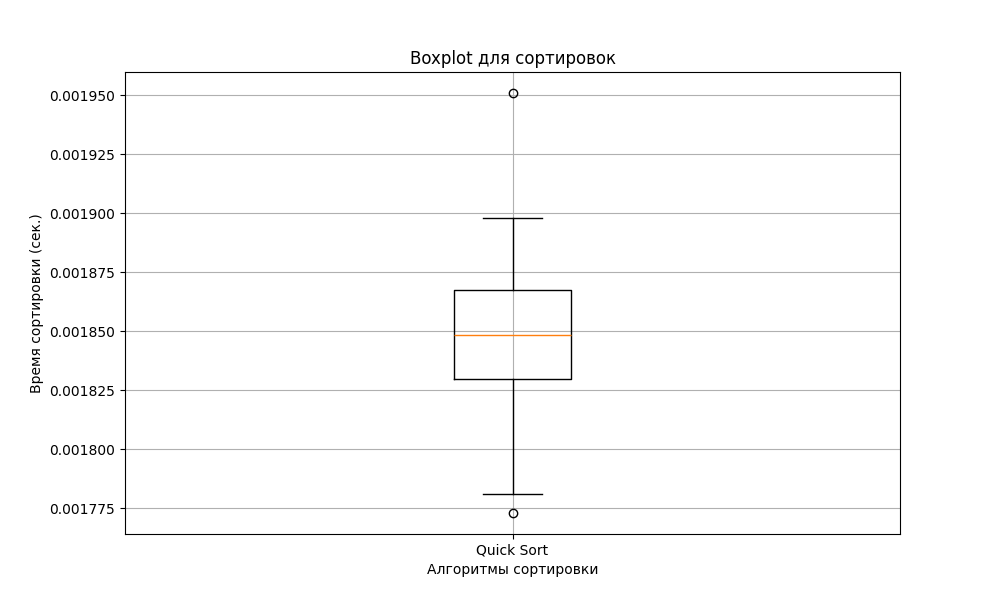 Boxplot для сортировок
Время сортировки (сек.)
0.001950
0.001925
0.001900
0.001875
0.001850
0.001825
0.001800
0.001775
Quick Sort
Алгоритмы сортировки